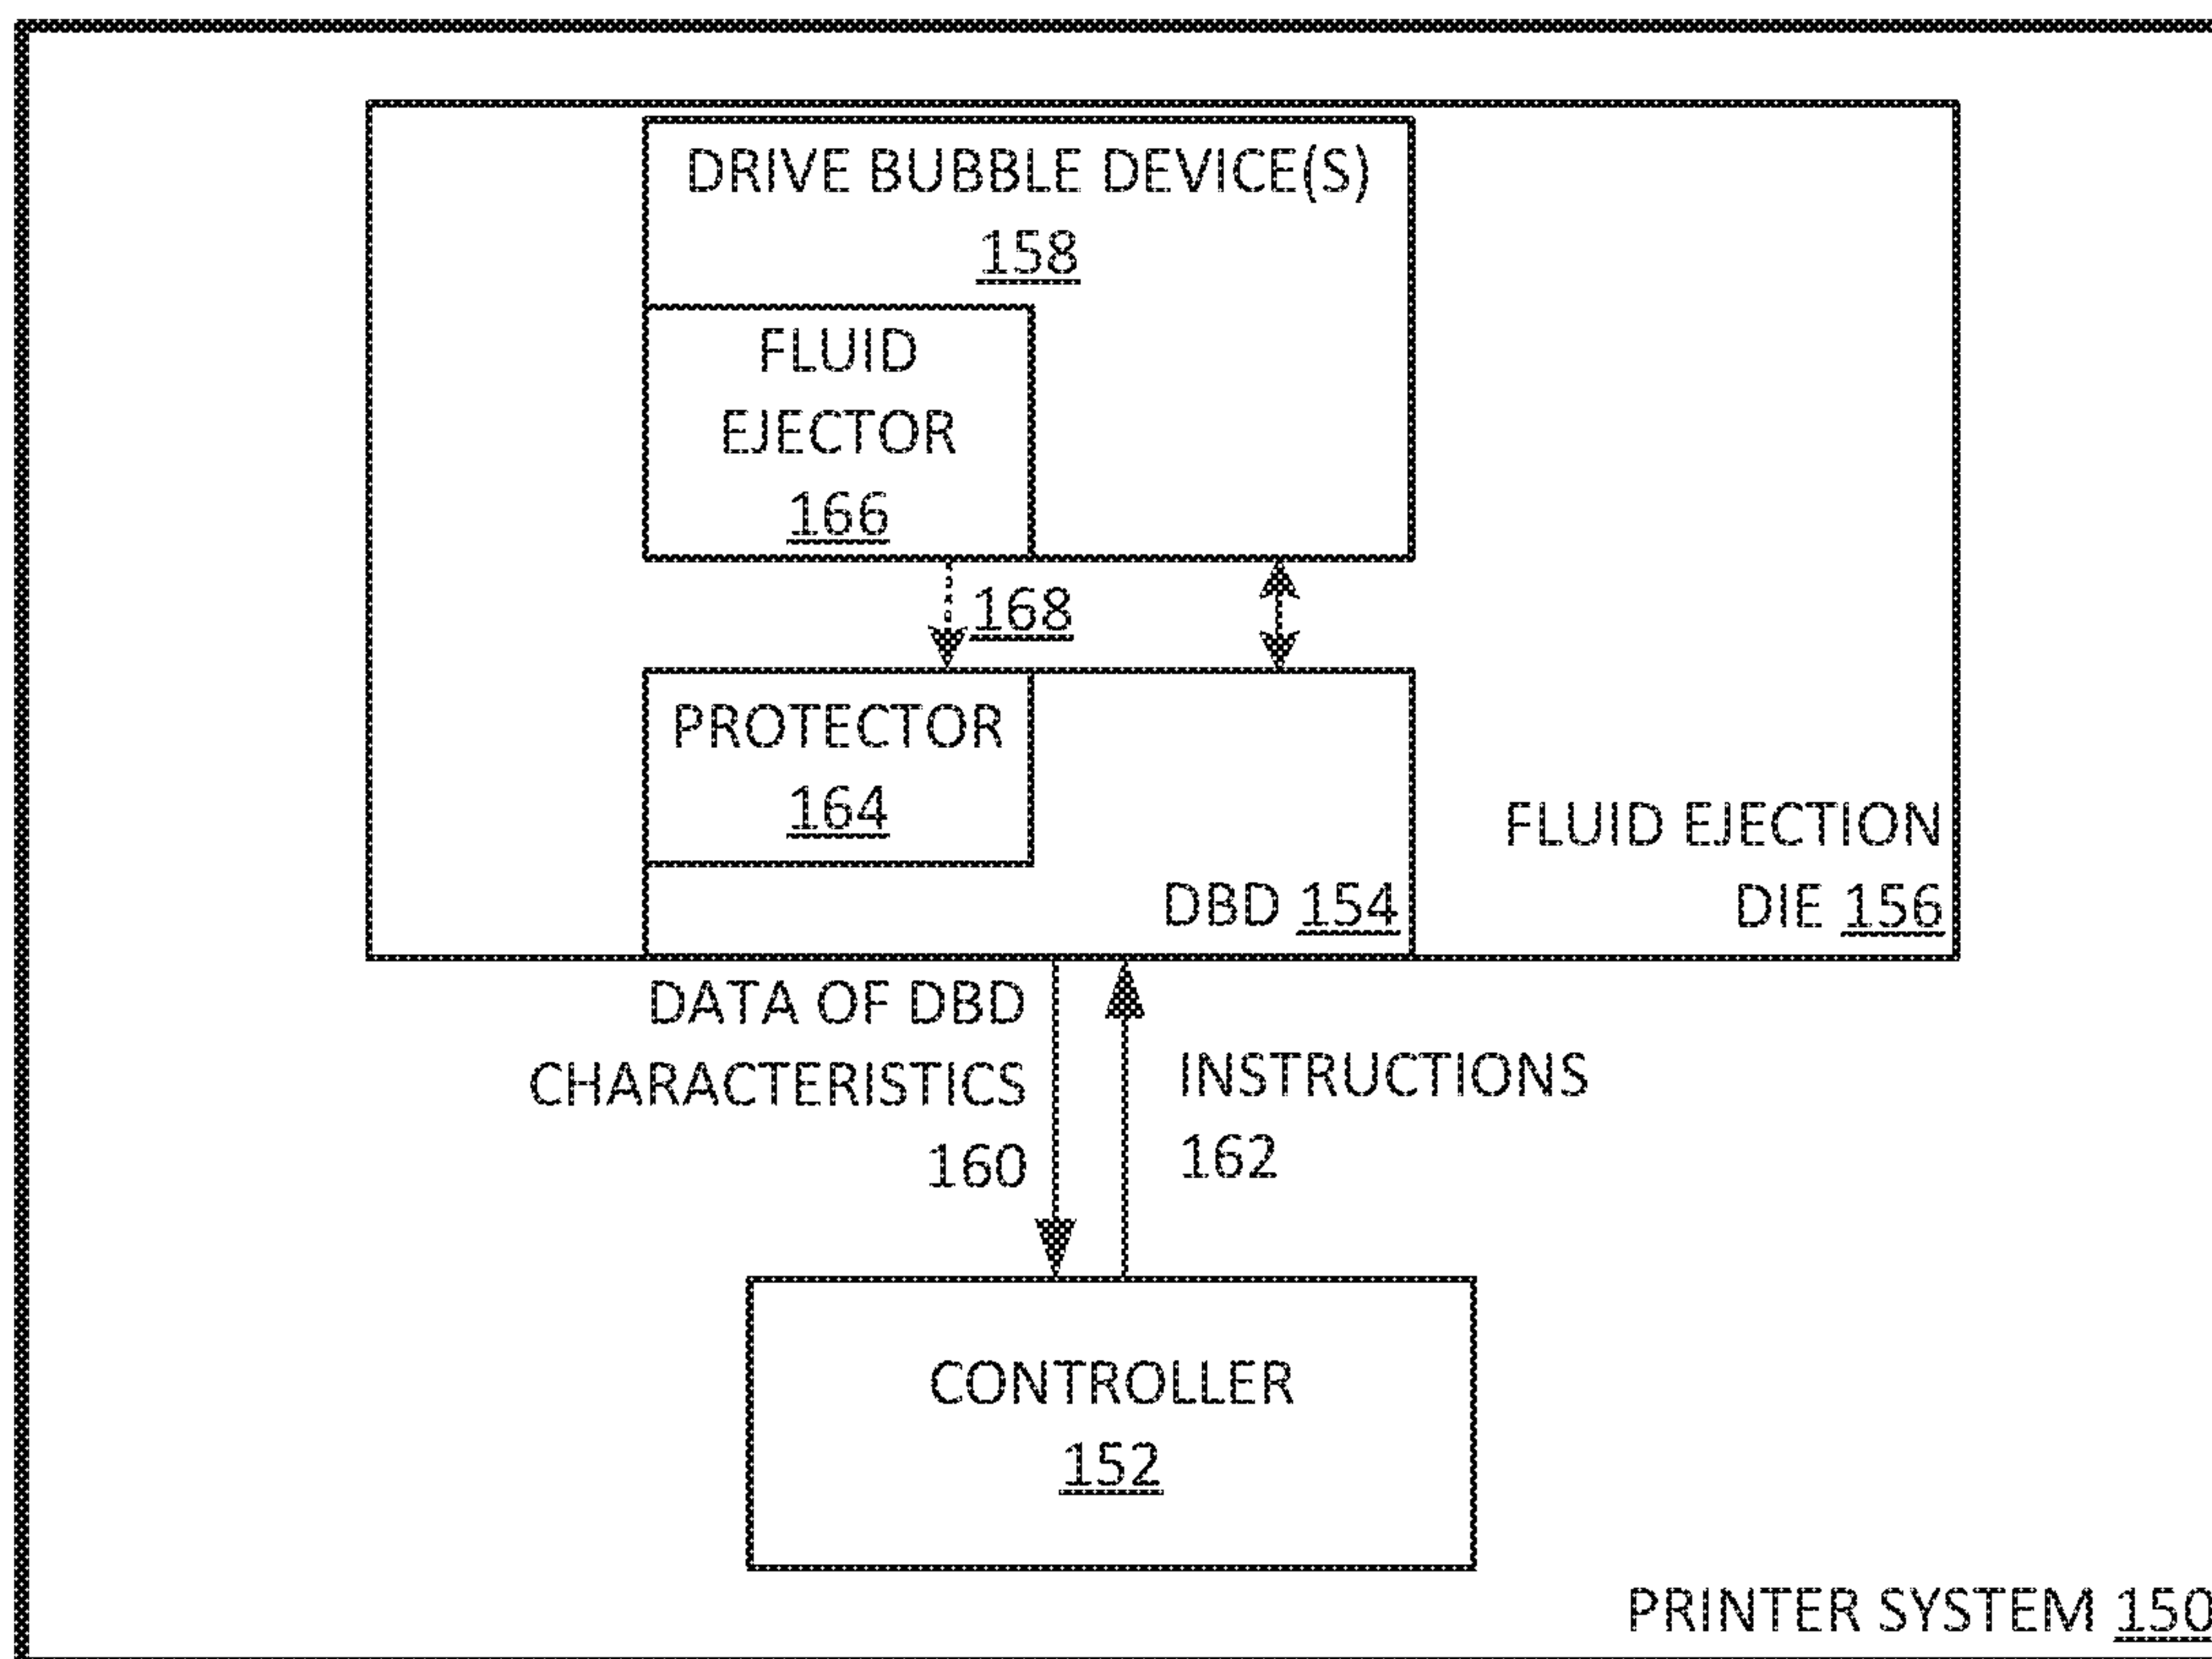 DRIVE BUBBLE DEVICE(S)
158
FLUID
EJECTOR
166
168
PROTECTOR
164
DBD 154
FLUID EJECTION
DIE 156
DATA OF DBD
CHARACTERISTICS
160
INSTRUCTIONS
162
CONTROLLER
152
PRINTER SYSTEM 150